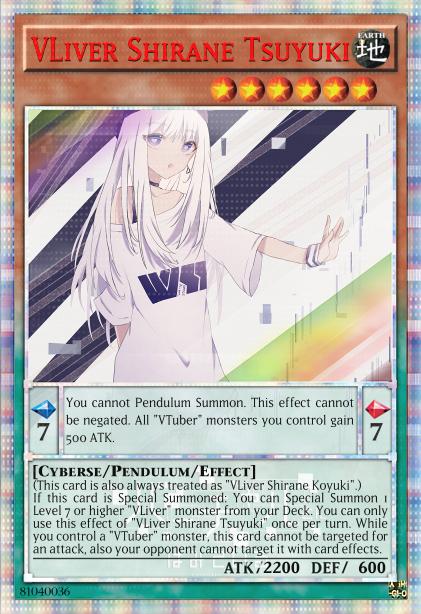 VLiver Shirane Tsuyuki
EARTH
地
You cannot Pendulum Summon. This effect cannot
be negated. All "VTuber" monsters you control gain
500 ATK.
7
7
[Cyberse/Pendulum/Effect]
(This card is also always treated as "VLiver Shirane Koyuki".)
If this card is Special Summoned: You can Special Summon 1
Level 7 or higher "VLiver" monster from your Deck. You can only
use this effect of "VLiver Shirane Tsuyuki" once per turn. While
you control a "VTuber" monster, this card cannot be targeted for
an attack, also your opponent cannot target it with card effects.
ATK/2200 DEF/ 600
81040036